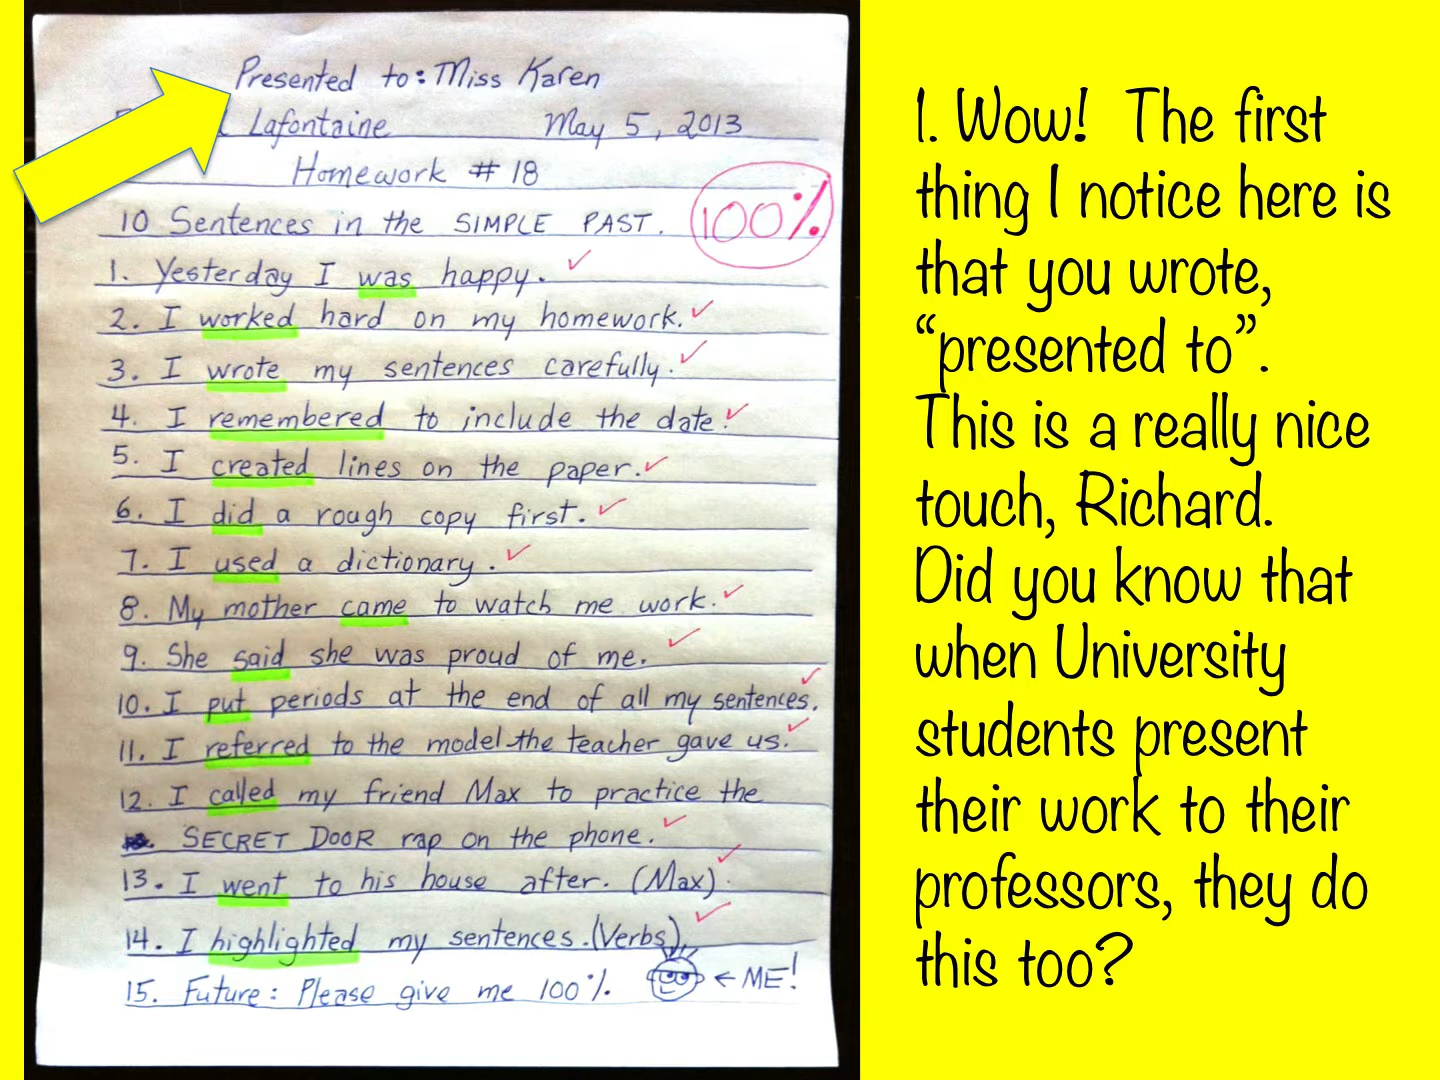 Presented to: Miss Karen
Lafontaine May 5, 2013
Homework # 18
10 Sentences in the SIMPLE PAST.
100%
1. Yesterday I was happy.
2. I worked hard on my homework.
3. I wrote my sentences carefully.
4. I remembered to include the date.
5. I created lines on the paper.
6. I did a rough copy first.
7. I used a dictionary.
8. My mother came to watch me work.
9. She said she was proud of me.
10. I put periods at the end of all my sentences.
11. I referred to the model the teacher gave us.
12. I called my friend Max to practice the
SECRET DOOR rap on the phone.
13. I went to his house after. (Max)
14. I highlighted my sentences. (Verbs)
15. Future: Please give me 100%.
← ME!
1. Wow! The first
thing I notice here is
that you wrote,
“presented to”.
This is a really nice
touch, Richard.
Did you know that
when University
students present
their work to their
professors, they do
this too?